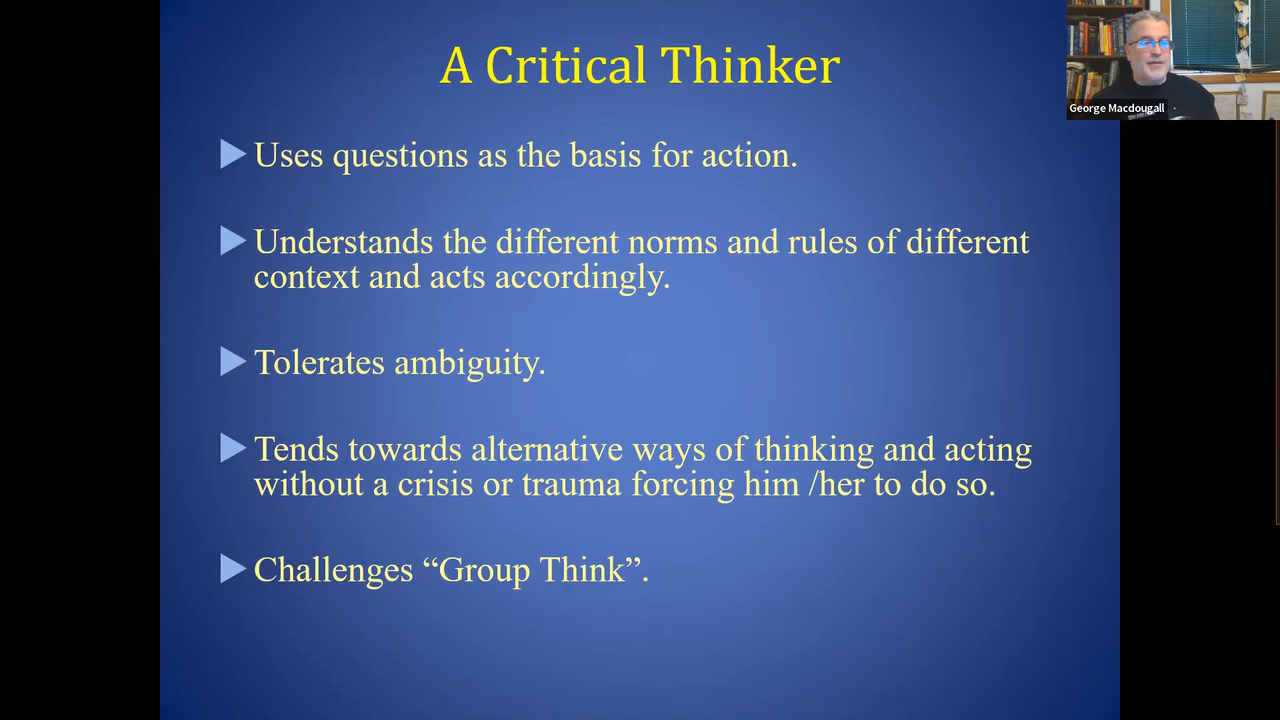 A Critical Thinker
Uses questions as the basis for action.
Understands the different norms and rules of different
context and acts accordingly.
Tolerates ambiguity.
Tends towards alternative ways of thinking and acting
without a crisis or trauma forcing him /her to do so.
Challenges “Group Think”.
George Macdougall